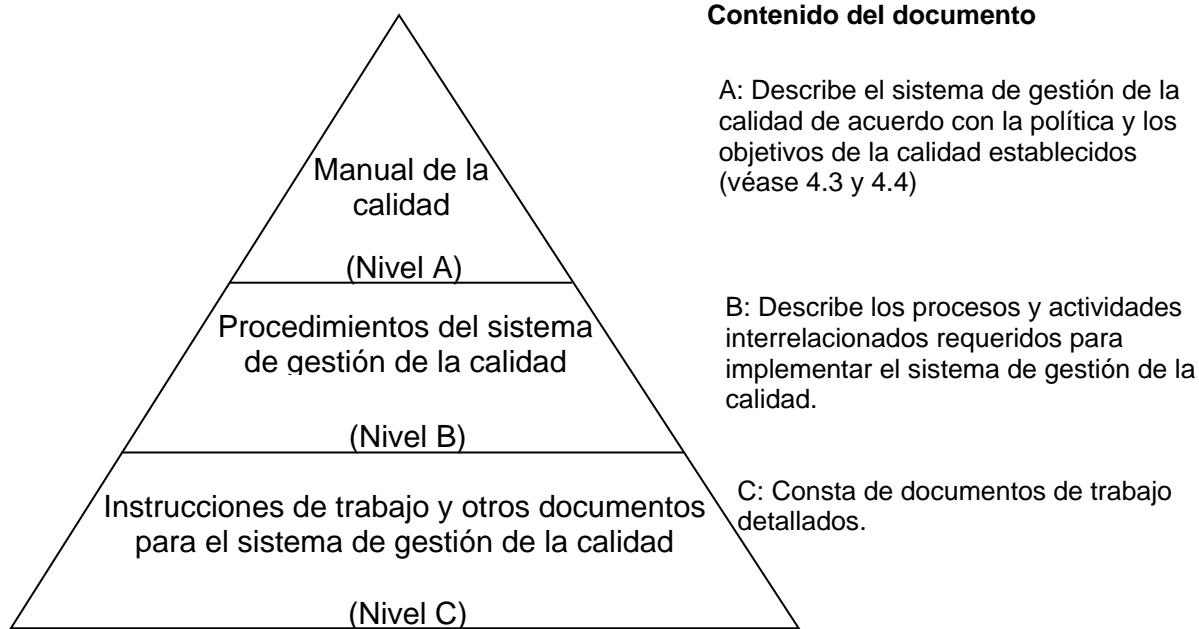 Contenido del documento
Manual de la
calidad
(Nivel A)
A: Describe el sistema de gestión de la
calidad de acuerdo con la política y los
objetivos de la calidad establecidos
(véase 4.3 y 4.4)
Procedimientos del sistema
de gestión de la calidad
(Nivel B)
B: Describe los procesos y actividades
interrelacionados requeridos para
implementar el sistema de gestión de la
calidad.
Instrucciones de trabajo y otros documentos
para el sistema de gestión de la calidad
(Nivel C)
C: Consta de documentos de trabajo
detallados.